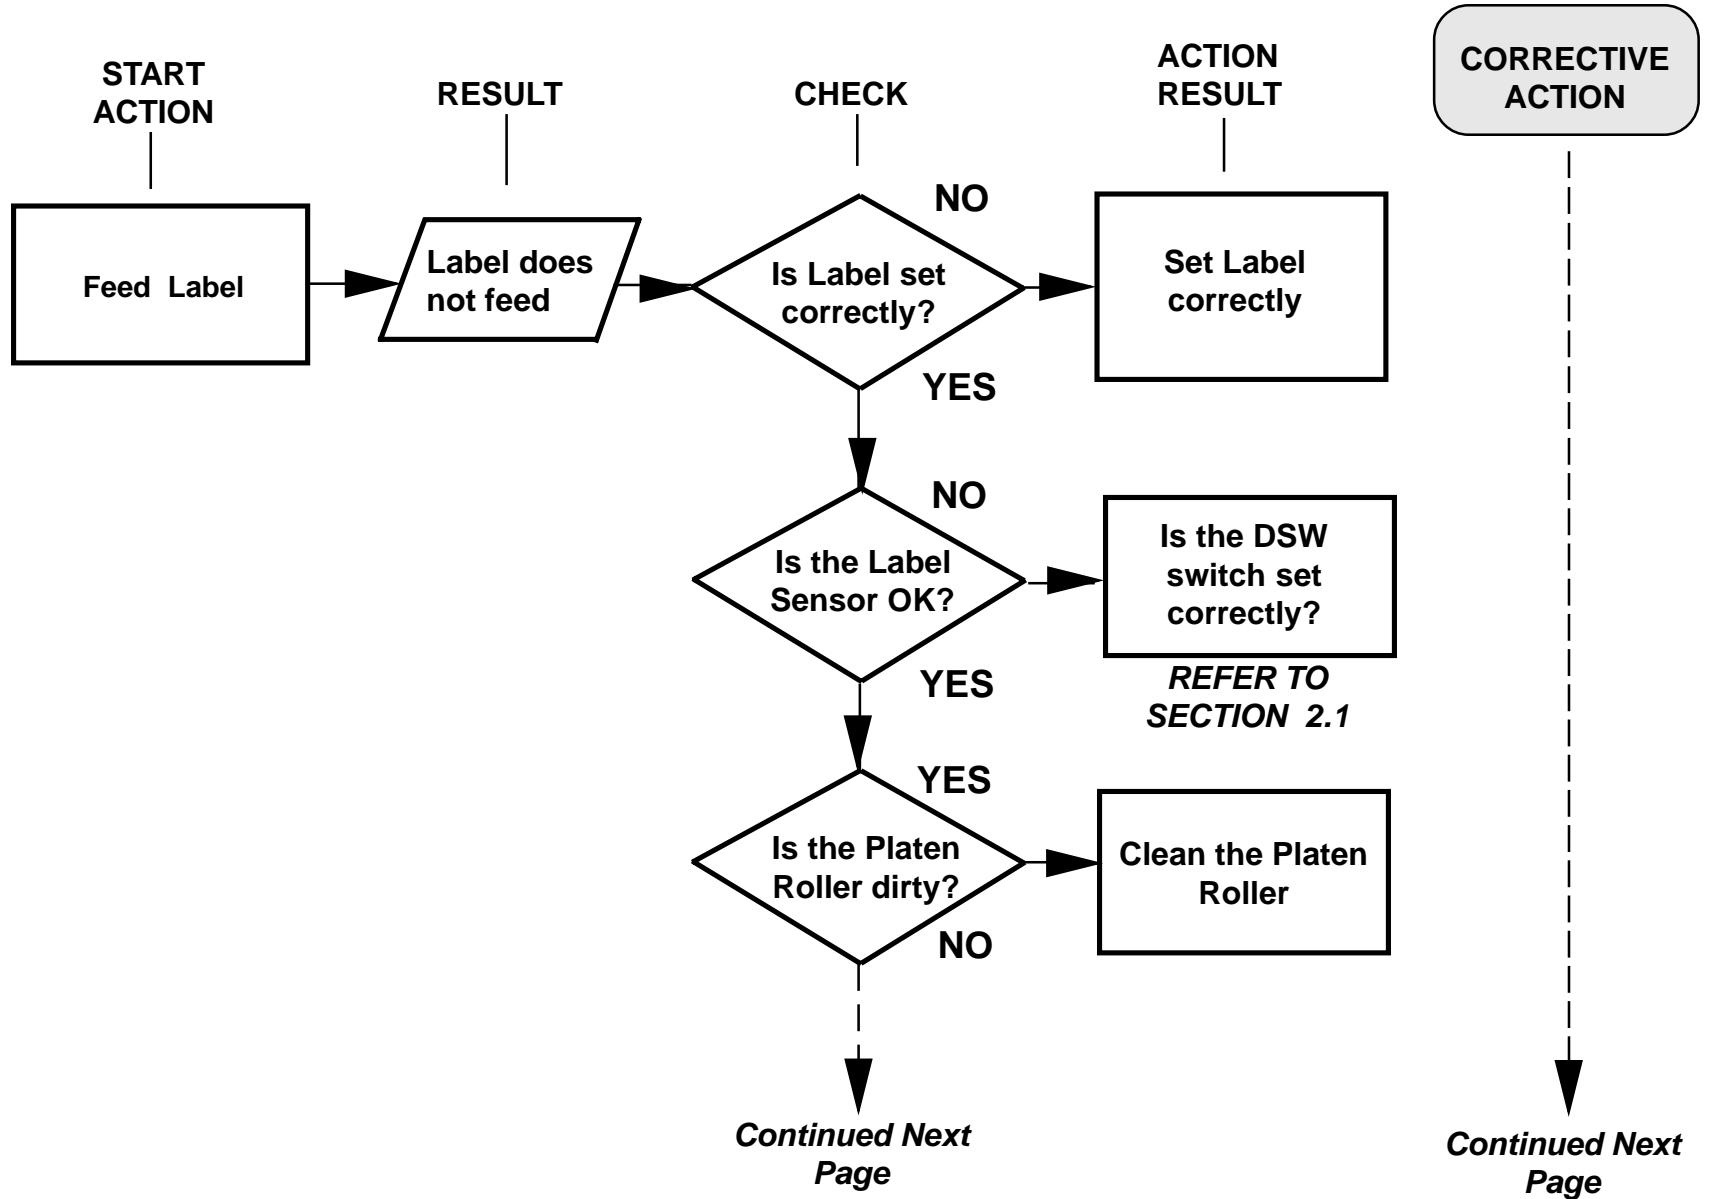 START
ACTION
RESULT
CHECK
ACTION
RESULT
CORRECTIVE
ACTION
Feed Label
Label does
not feed
Is Label set
correctly?
NO
YES
Set Label
correctly
Is the Label
Sensor OK?
NO
YES
Is the DSW
switch set
correctly?
REFER TO
SECTION 2.1
Is the Platen
Roller dirty?
YES
NO
Clean the Platen
Roller
Continued Next
Page
Continued Next
Page